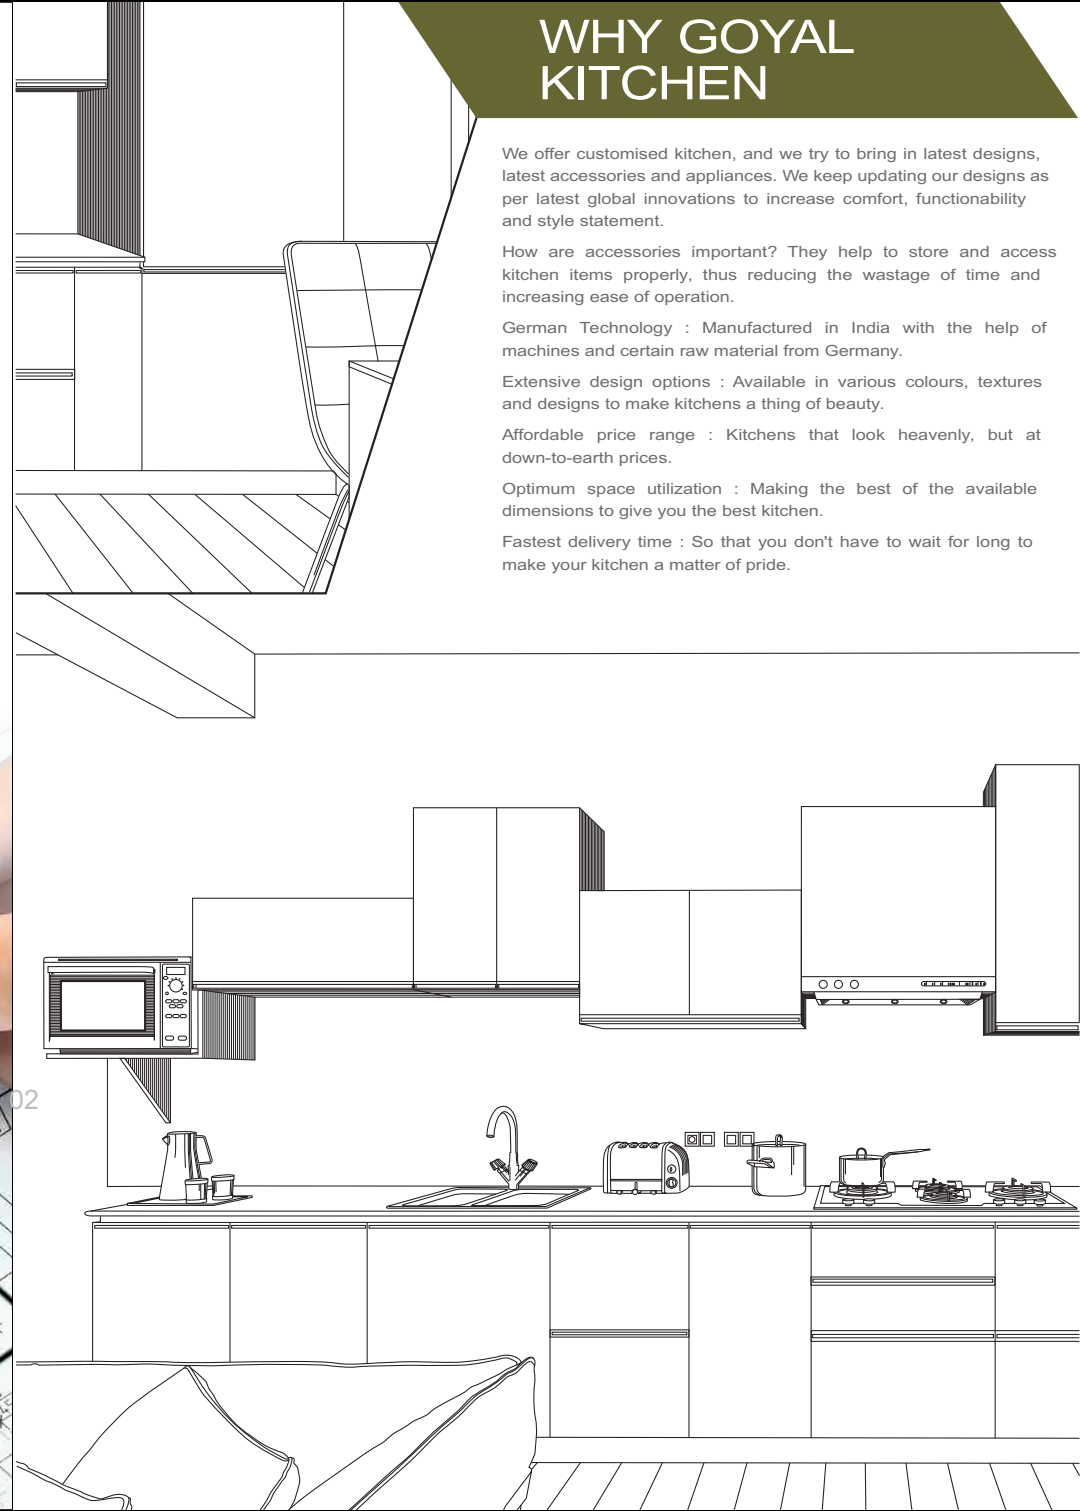 WHY GOYAL
KITCHEN
We offer customised kitchen, and we try to bring in latest designs,
latest accessories and appliances. We keep updating our designs as
per latest global innovations to increase comfort, functionability
and style statement.
How are accessories important? They help to store and access
kitchen items properly, thus reducing the wastage of time and
increasing ease of operation.
German Technology : Manufactured in India with the help of
machines and certain raw material from Germany.
Extensive design options : Available in various colours, textures
and designs to make kitchens a thing of beauty.
Affordable price range : Kitchens that look heavenly, but at
down-to-earth prices.
Optimum space utilization : Making the best of the available
dimensions to give you the best kitchen.
Fastest delivery time : So that you don't have to wait for long to
make your kitchen a matter of pride.
02